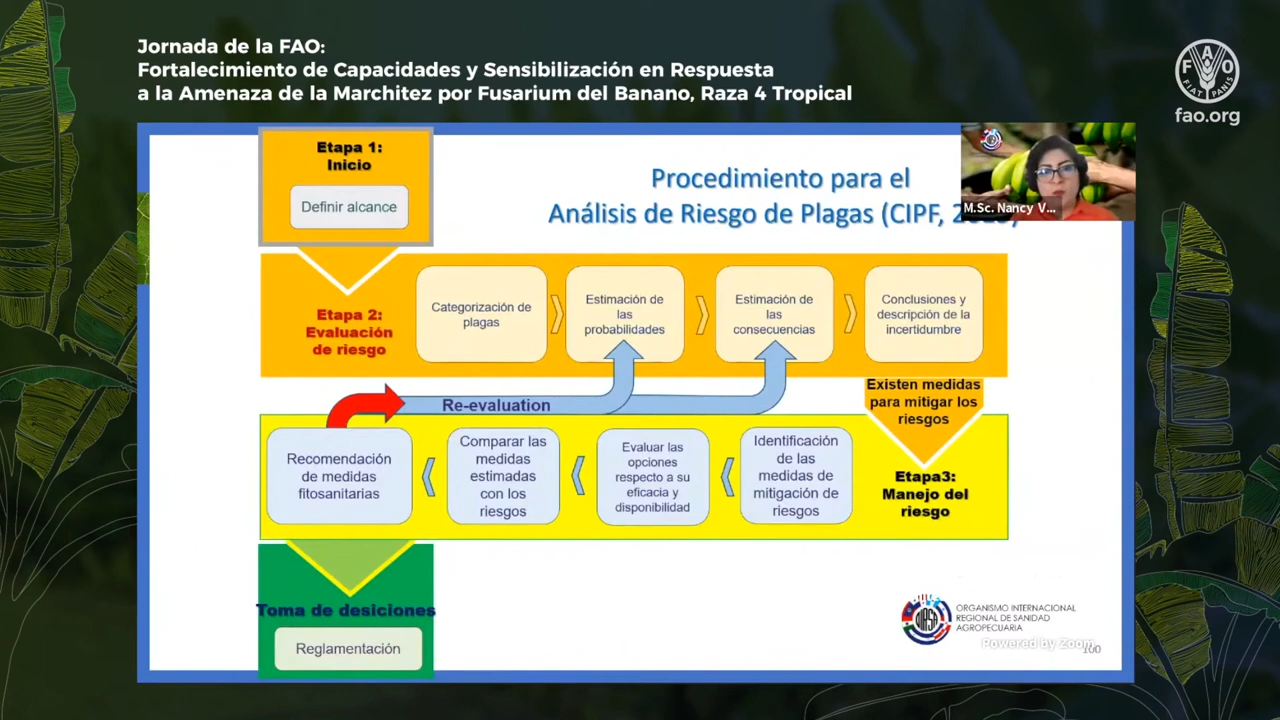 Jornada de la FAO:
Fortalecimiento de Capacidades y Sensibilización en Respuesta
a la Amenaza de la Marchitez por Fusarium del Banano, Raza 4 Tropical
FAO
FIAT PANIS
fao.org
Etapa 1:
Inicio
Definir alcance
Procedimiento para el
Análisis de Riesgo de Plagas (CIPF,
M.Sc. Nancy V...
Etapa 2:
Evaluación
de riesgo
Categorización de
plagas
Estimación de
las
probabilidades
Estimación de
las
consecuencias
Conclusiones y
descripción de la
incertidumbre
Re-evaluation
Existen medidas
para mitigar los
riesgos
Recomendación
de medidas
fitosanitarias
Comparar las
medidas
estimadas
con los
riesgos
Evaluar las
opciones
respecto a su
eficacia y
disponibilidad
Identificación
de las
medidas de
mitigación de
riesgos
Etapa3:
Manejo del
riesgo
Toma de desiciones
Reglamentación
OIRSA
ORGANISMO INTERNACIONAL
REGIONAL DE SANIDAD
AGROPECUARIA
Powered by Zoom
100